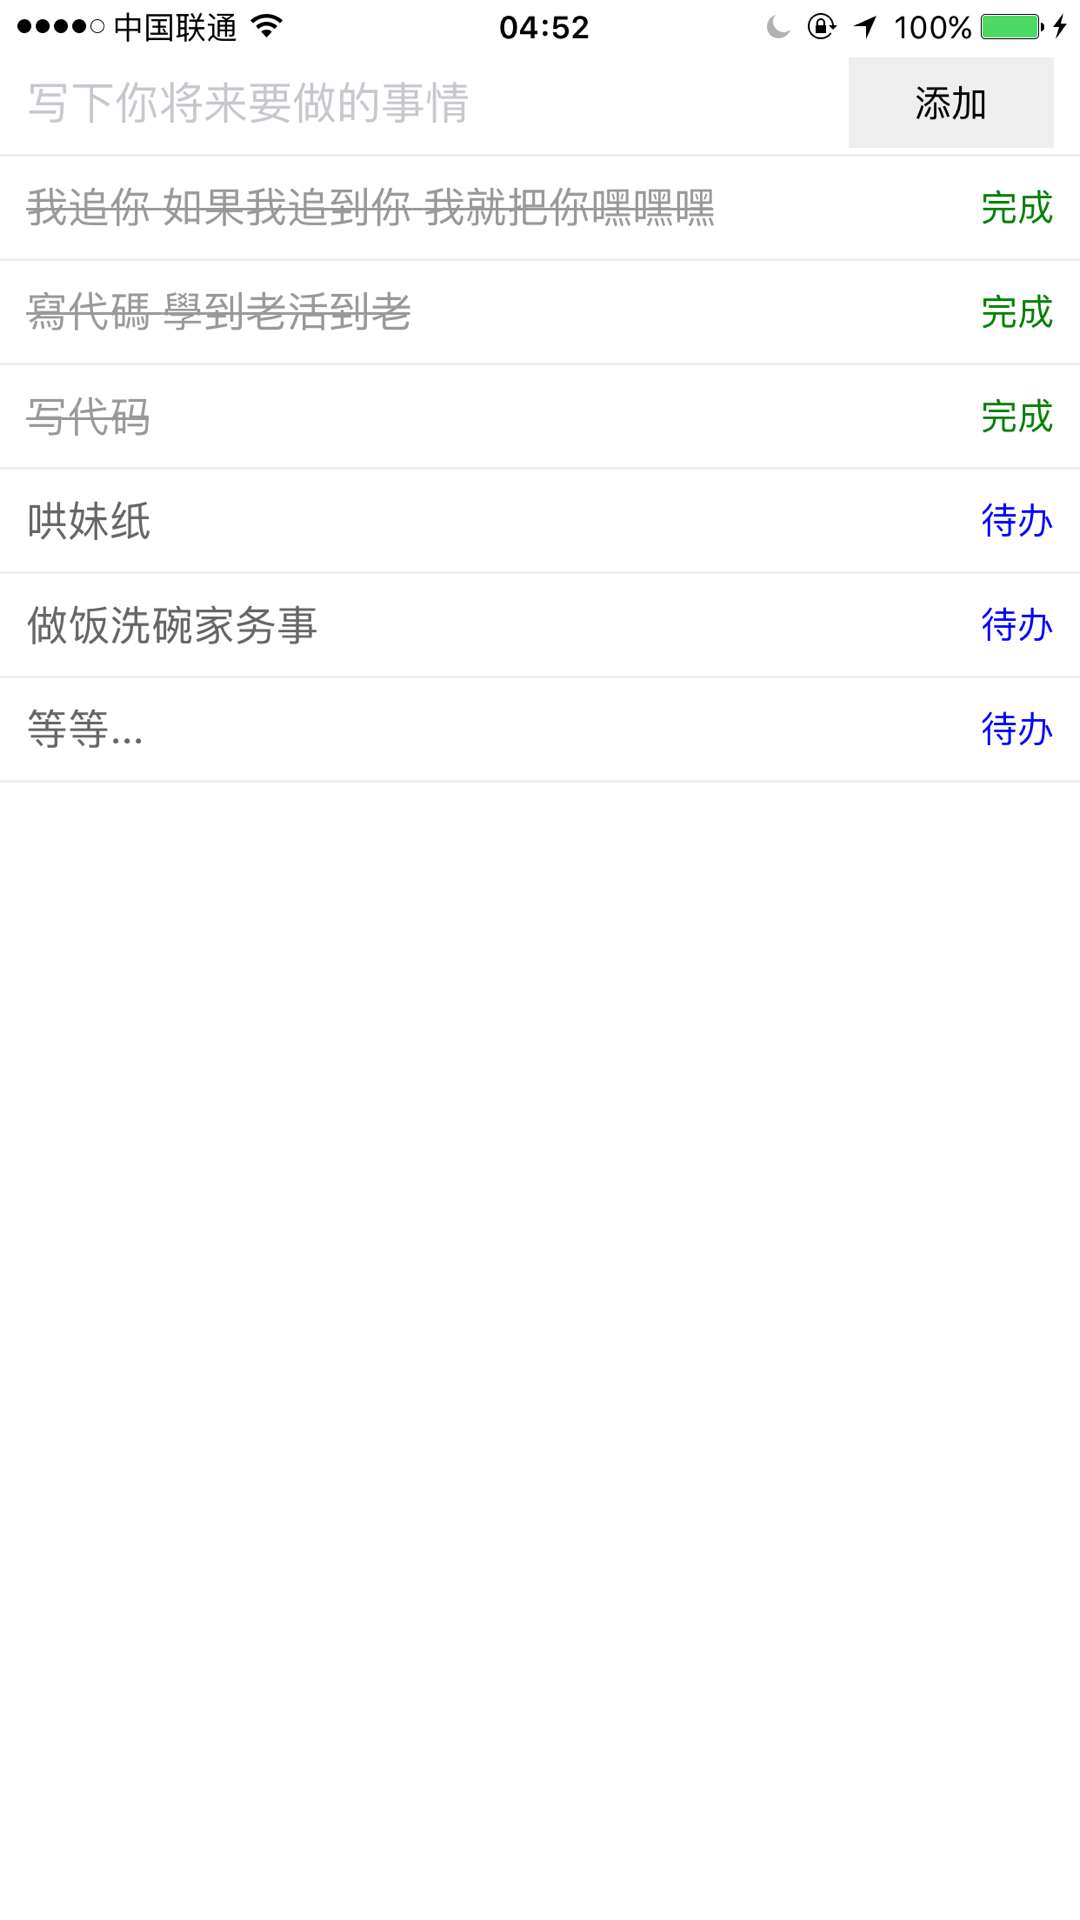 中国联通 04:52 100%
写下你将来要做的事情 添加
我追你 如果我追到你 我就把你嘿嘿嘿 完成
寫代碼 學到老活到老 完成
写代码 完成
哄妹纸 待办
做饭洗碗家务事 待办
等等... 待办